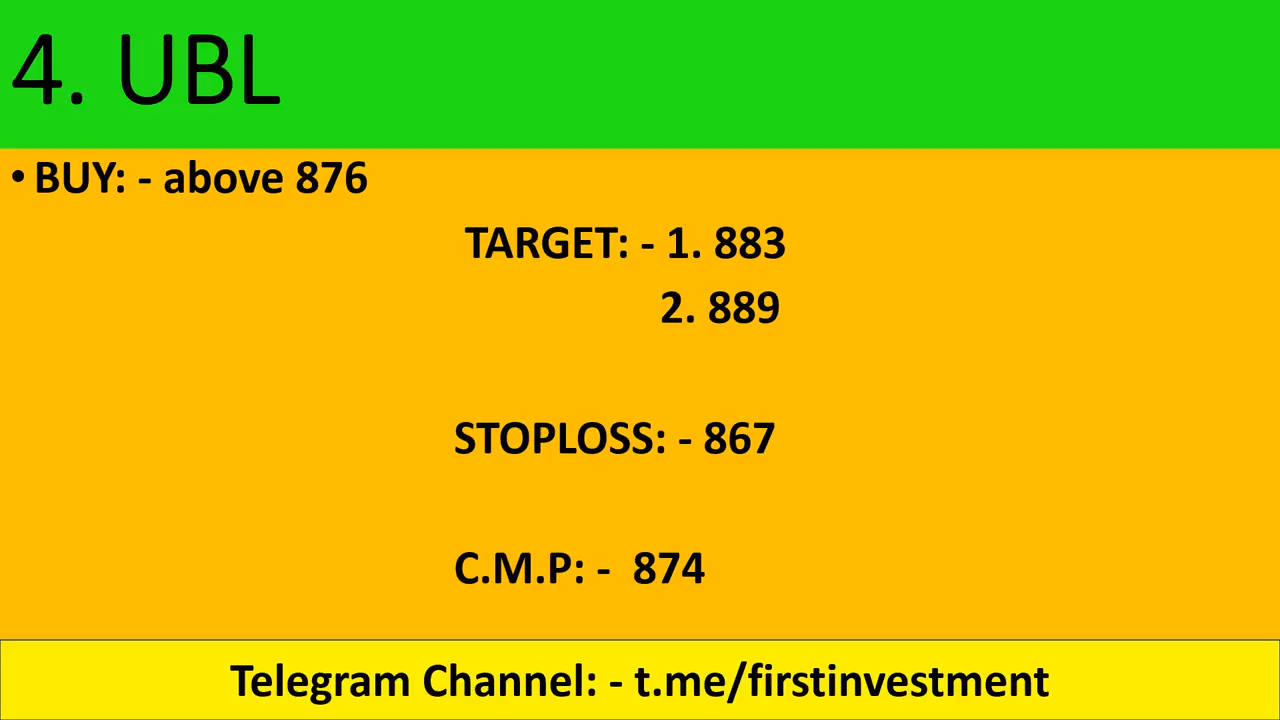 4. UBL
• BUY: - above 876
TARGET: - 1. 883
2. 889
STOPLOSS: - 867
C.M.P: - 874
Telegram Channel: - t.me/firstinvestment